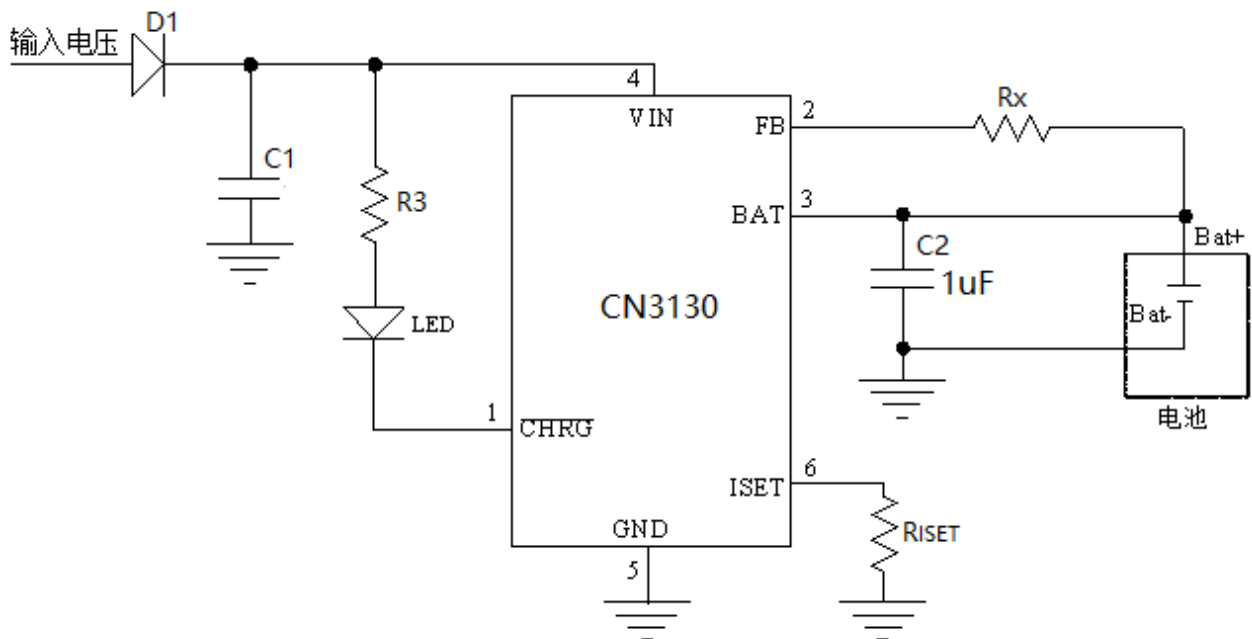 D1
输入电压
4
VIN
Rx
2
FB
C1
R3
3
BAT
Bat+
C2
1uF
CN3130
LED
Bat-
1
CHRG
电池
6
ISET
RISET
GND
5